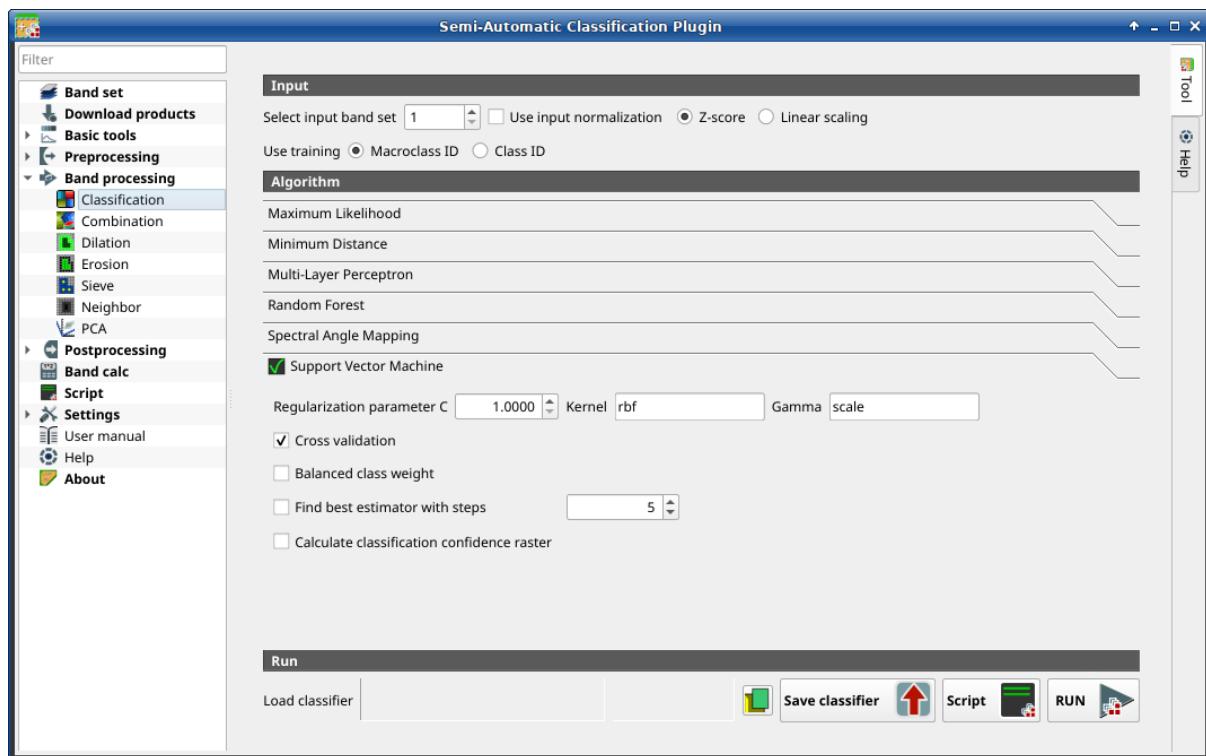 Semi-Automatic Classification Plugin
Filter
Band set
Download products
Basic tools
Preprocessing
Band processing
Classification
Combination
Dilation
Erosion
Sieve
Neighbor
PCA
Postprocessing
Band calc
Script
Settings
User manual
Help
About
Input
Select input band set 1 Use input normalization Z-score Linear scaling
Use training Macroclass ID Class ID
Algorithm
Maximum Likelihood
Minimum Distance
Multi-Layer Perceptron
Random Forest
Spectral Angle Mapping
Support Vector Machine
Regularization parameter C 1.0000 Kernel rbf Gamma scale
Cross validation
Balanced class weight
Find best estimator with steps 5
Calculate classification confidence raster
Run
Load classifier Save classifier Script RUN
Tool
Help